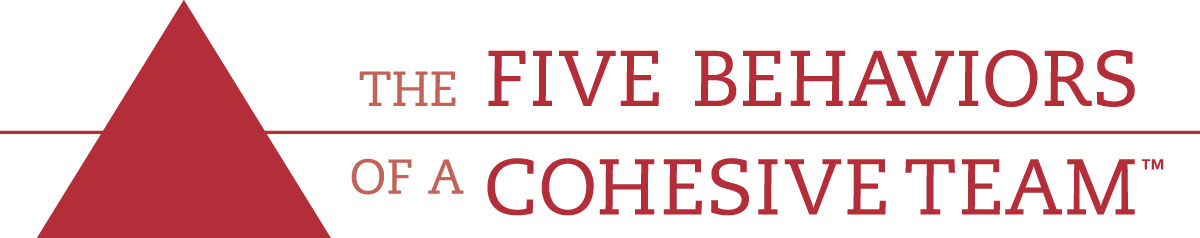 THE FIVE BEHAVIORS
OF A COHESIVE TEAM™